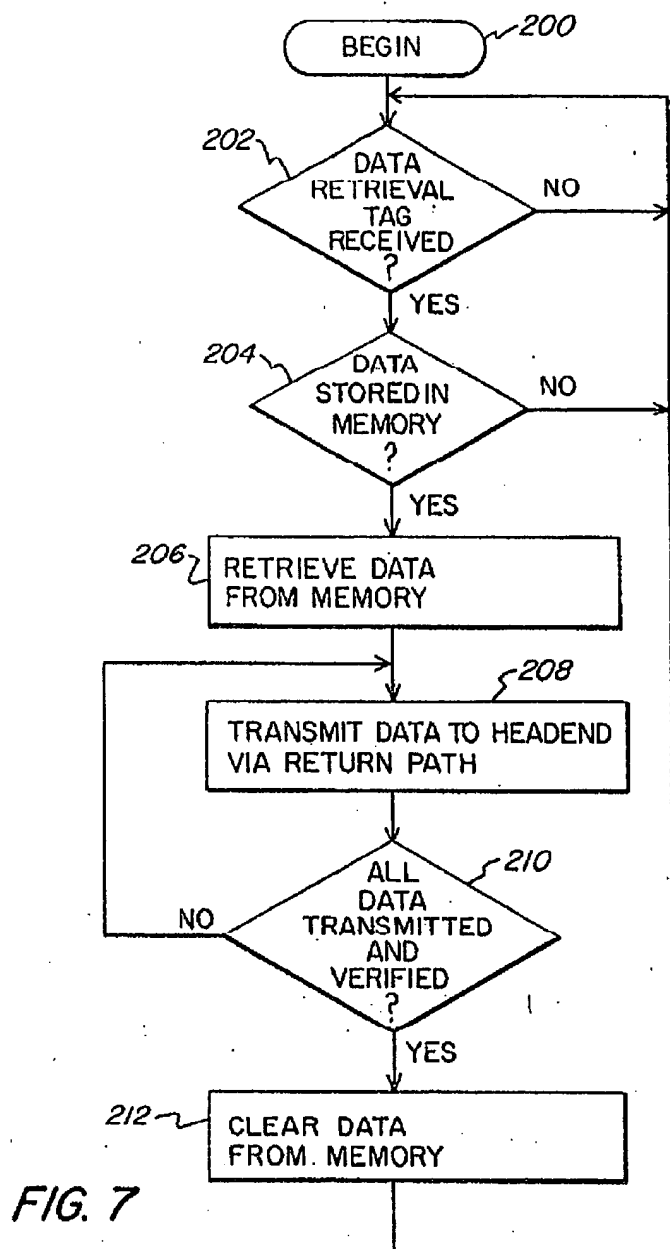 BEGIN
200
202
DATA
RETRIEVAL
TAG
RECEIVED
?
NO
YES
204
DATA
STORED IN
MEMORY
?
NO
YES
206
RETRIEVE DATA
FROM MEMORY
208
TRANSMIT DATA TO HEADEND
VIA RETURN PATH
210
ALL
DATA
TRANSMITTED
AND
VERIFIED
?
NO
YES
212
CLEAR DATA
FROM. MEMORY
FIG. 7